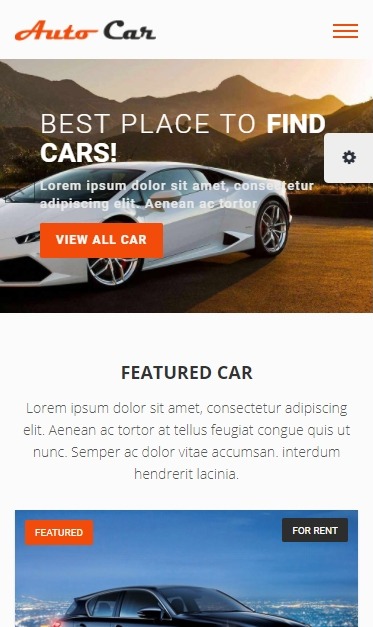 Auto Car
BEST PLACE TO FIND
CARS!
Lorem ipsum dolor sit amet, consectetur
adipiscing elit. Aenean ac tortor
VIEW ALL CAR
FEATURED CAR
Lorem ipsum dolor sit amet, consectetur adipiscing
elit. Aenean ac tortor at tellus feugiat congue quis ut
nunc. Semper ac dolor vitae accumsan. interdum
hendrerit lacinia.
FEATURED
FOR RENT